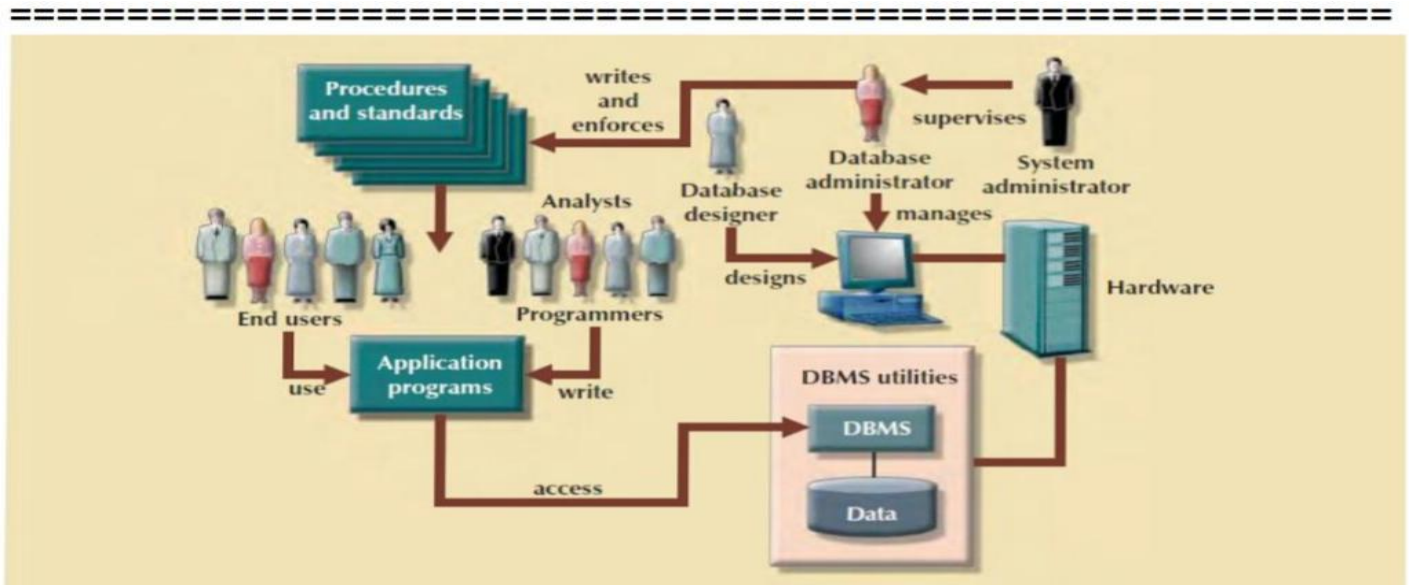 Procedures
and standards
writes
and
enforces
supervises
Database
administrator
System
administrator
Database
designer
manages
Analysts
designs
Hardware
End users
Programmers
Application
programs
use
write
DBMS utilities
DBMS
access
Data